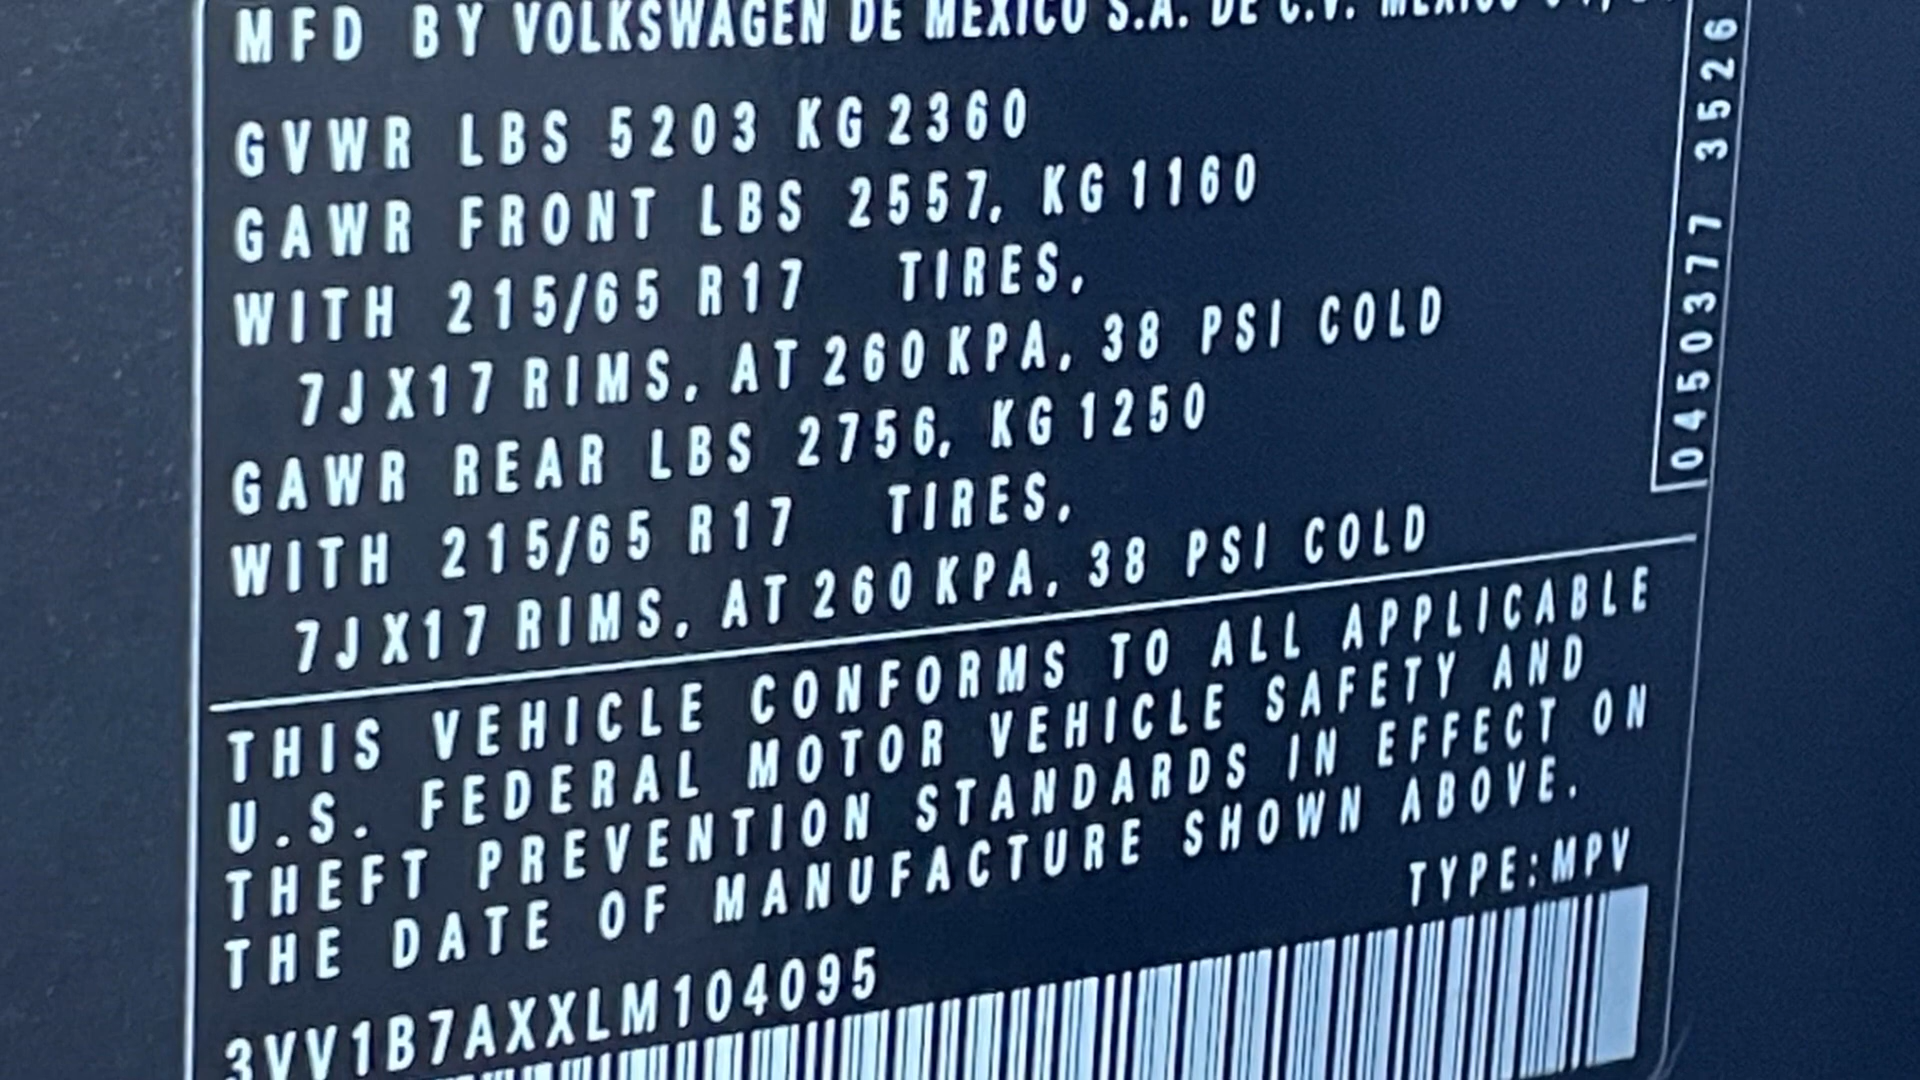 MFD BY VOLKSWAGEN DE MEXICO S.A. DE C.V. MEXICO
GVWR LBS 5203 KG 2360
GAWR FRONT LBS 2557, KG 1160
WITH 215/65 R17 TIRES,
7JX17 RIMS, AT 260 KPA, 38 PSI COLD
GAWR REAR LBS 2756, KG 1250
WITH 215/65 R17 TIRES,
7JX17 RIMS, AT 260 KPA, 38 PSI COLD
THIS VEHICLE CONFORMS TO ALL APPLICABLE
U.S. FEDERAL MOTOR VEHICLE SAFETY AND
THEFT PREVENTION STANDARDS IN EFFECT ON
THE DATE OF MANUFACTURE SHOWN ABOVE.
TYPE:MPV
3VV1B7AXXLM104095
0450377 3526